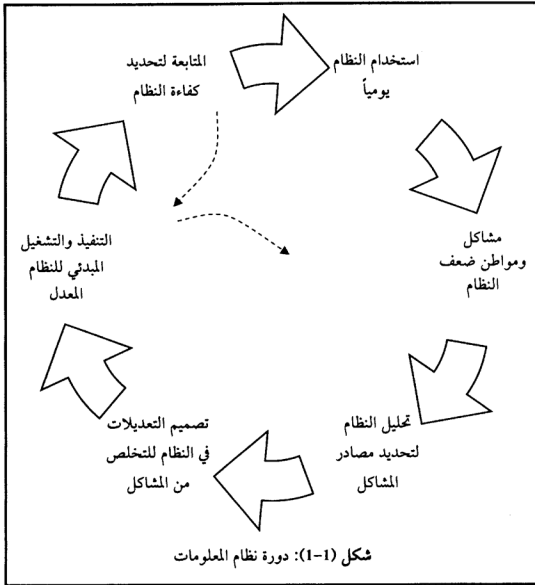 استخدام النظام
يومياً
مشاكل
ومواطن ضعف
النظام
تحليل النظام
لتحديد مصادر
المشاكل
تصميم التعديلات
في النظام للتخلص
من المشاكل
التنفيذ والتشغيل
المبدئي للنظام
المعدل
المتابعة لتحديد
كفاءة النظام
شكل (1-1): دورة نظام المعلومات